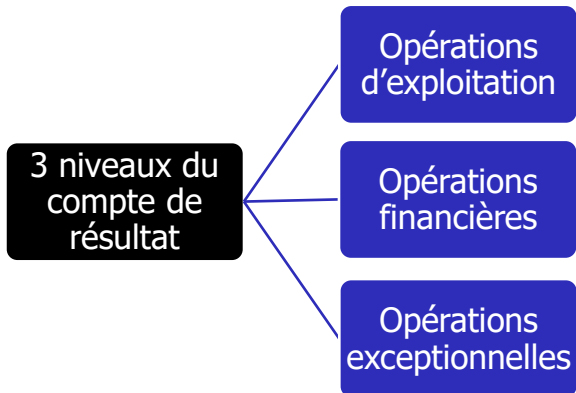 3 niveaux du
compte de
résultat
Opérations
d’exploitation
Opérations
financières
Opérations
exceptionnelles